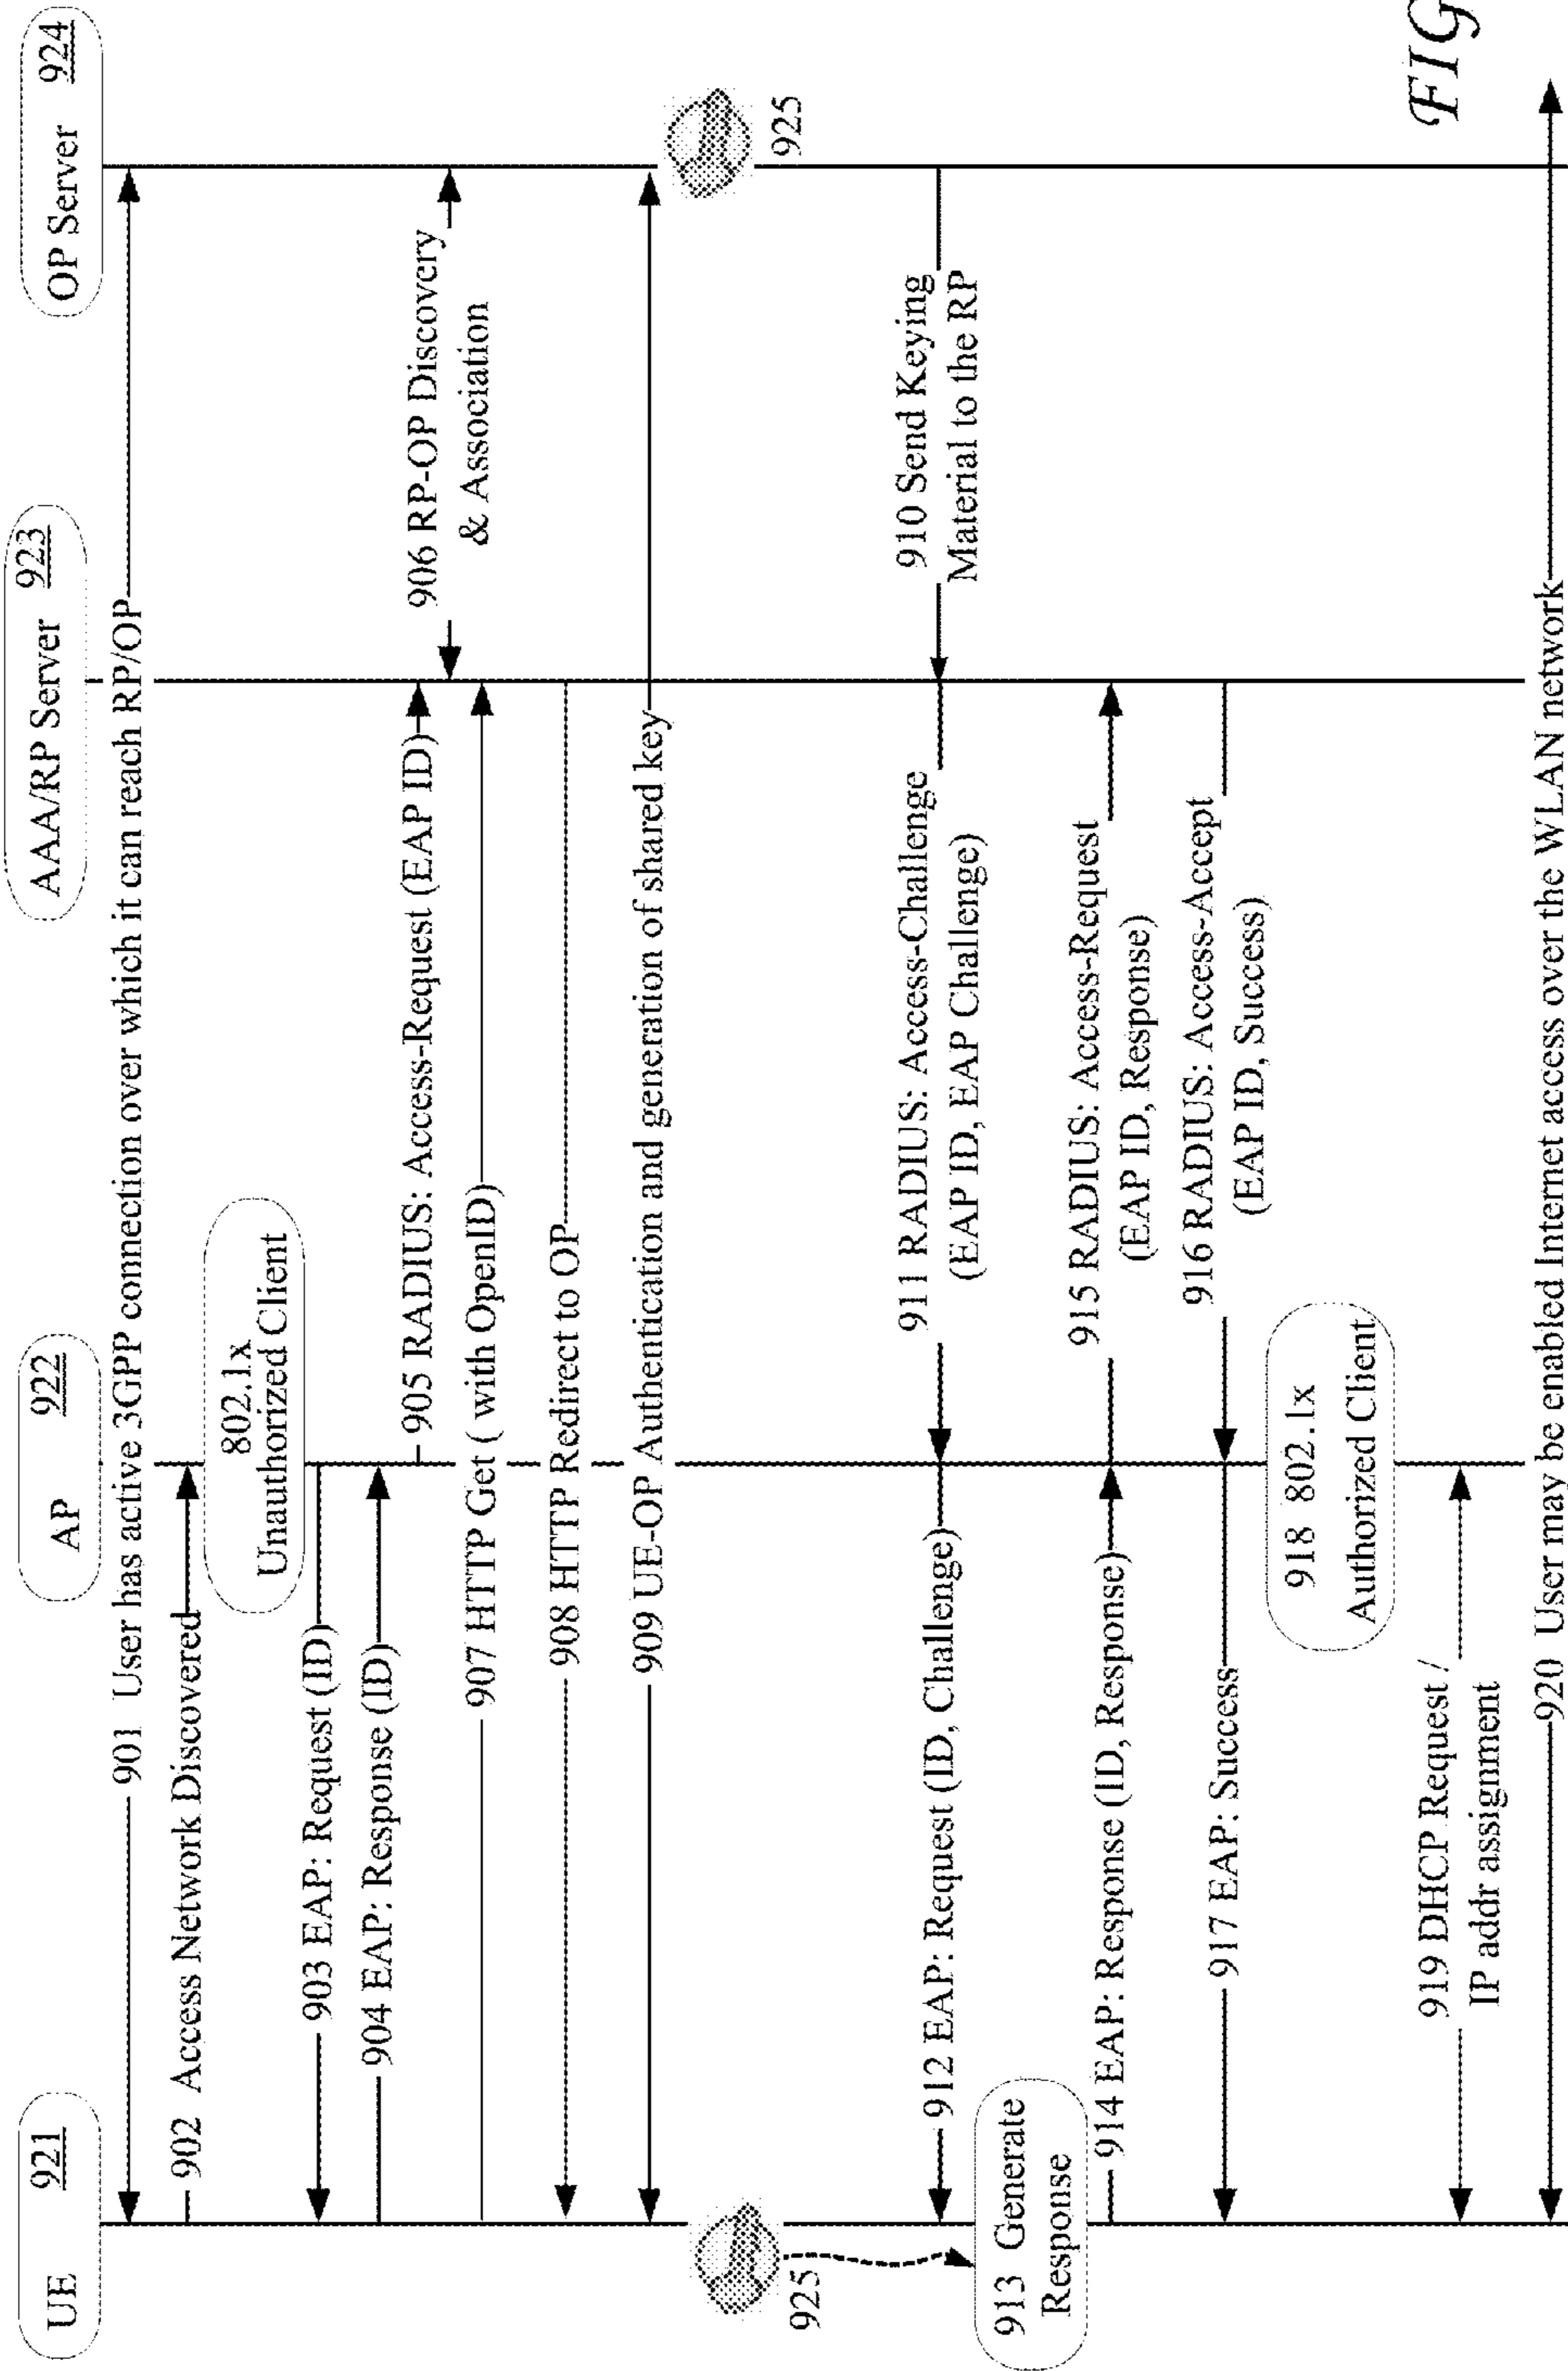 UE 921
AP 922
AAA/RP Server 923
OP Server 924
901 User has active 3GPP connection over which it can reach RP/OP
902 Access Network Discovered
802.1x
Unauthorized Client
903 EAP: Request (ID)
904 EAP: Response (ID)
905 RADIUS: Access-Request (EAP ID)
906 RP-OP Discovery
& Association
907 HTTP Get ( with OpenID)
908 HTTP Redirect to OP
909 UE-OP Authentication and generation of shared key
925
925
910 Send Keying
Material to the RP
911 RADIUS: Access-Challenge
(EAP ID, EAP Challenge)
912 EAP: Request (ID, Challenge)
913 Generate
Response
914 EAP: Response (ID, Response)
915 RADIUS: Access-Request
(EAP ID, Response)
916 RADIUS: Access-Accept
(EAP ID, Success)
917 EAP: Success
918 802.1x
Authorized Client
919 DHCP Request /
IP addr assignment
920 User may be enabled Internet access over the WLAN network
FIG